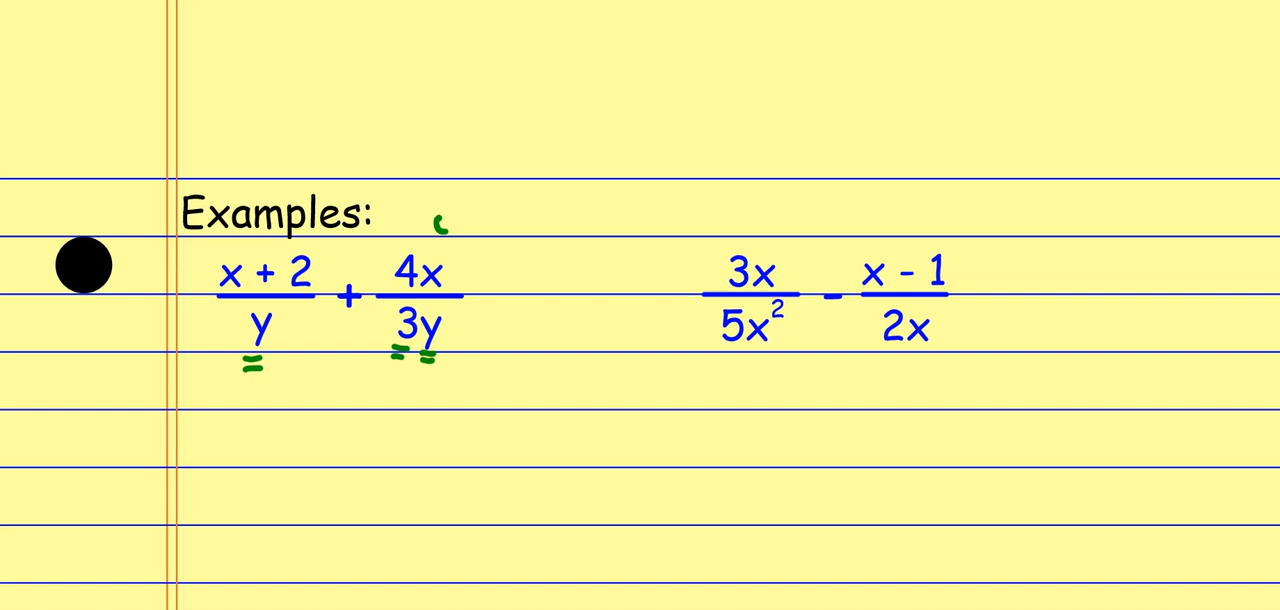 Examples:
x + 2 / y + 4x / 3y
3x / 5x² - x - 1 / 2x